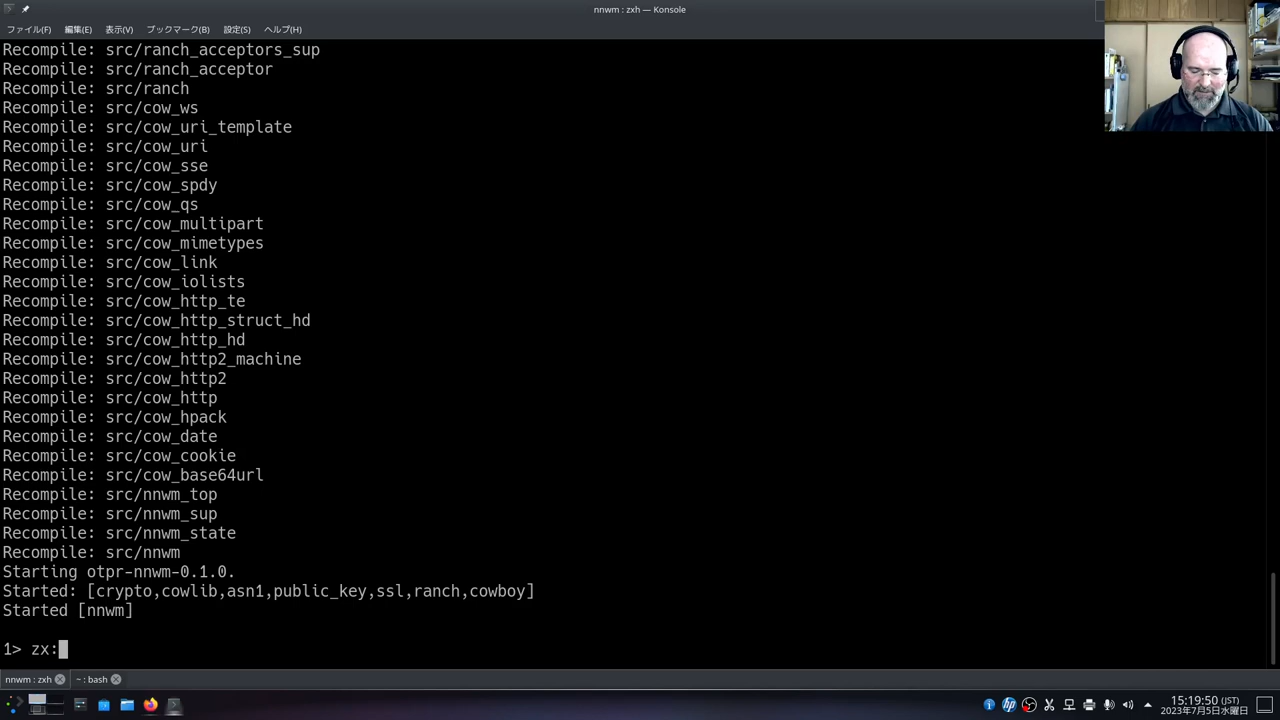 nnwm : zxh — Konsole
ファイル(F) 編集(E) 表示(V) ブックマーク(B) 設定(S) ヘルプ(H)
Recompile: src/ranch_acceptors_sup
Recompile: src/ranch_acceptor
Recompile: src/ranch
Recompile: src/cow_ws
Recompile: src/cow_uri_template
Recompile: src/cow_uri
Recompile: src/cow_sse
Recompile: src/cow_spdy
Recompile: src/cow_qs
Recompile: src/cow_multipart
Recompile: src/cow_mimetypes
Recompile: src/cow_link
Recompile: src/cow_iolists
Recompile: src/cow_http_te
Recompile: src/cow_http_struct_hd
Recompile: src/cow_http_hd
Recompile: src/cow_http2_machine
Recompile: src/cow_http2
Recompile: src/cow_http
Recompile: src/cow_hpack
Recompile: src/cow_date
Recompile: src/cow_cookie
Recompile: src/cow_base64url
Recompile: src/nnwm_top
Recompile: src/nnwm_sup
Recompile: src/nnwm_state
Recompile: src/nnwm
Starting otpr-nnwm-0.1.0.
Started: [crypto,cowlib,asn1,public_key,ssl,ranch,cowboy]
Started [nnwm]
1> zx:
nnwm : zxh ~ : bash
15:19:50 (JST)
2023年7月5日水曜日